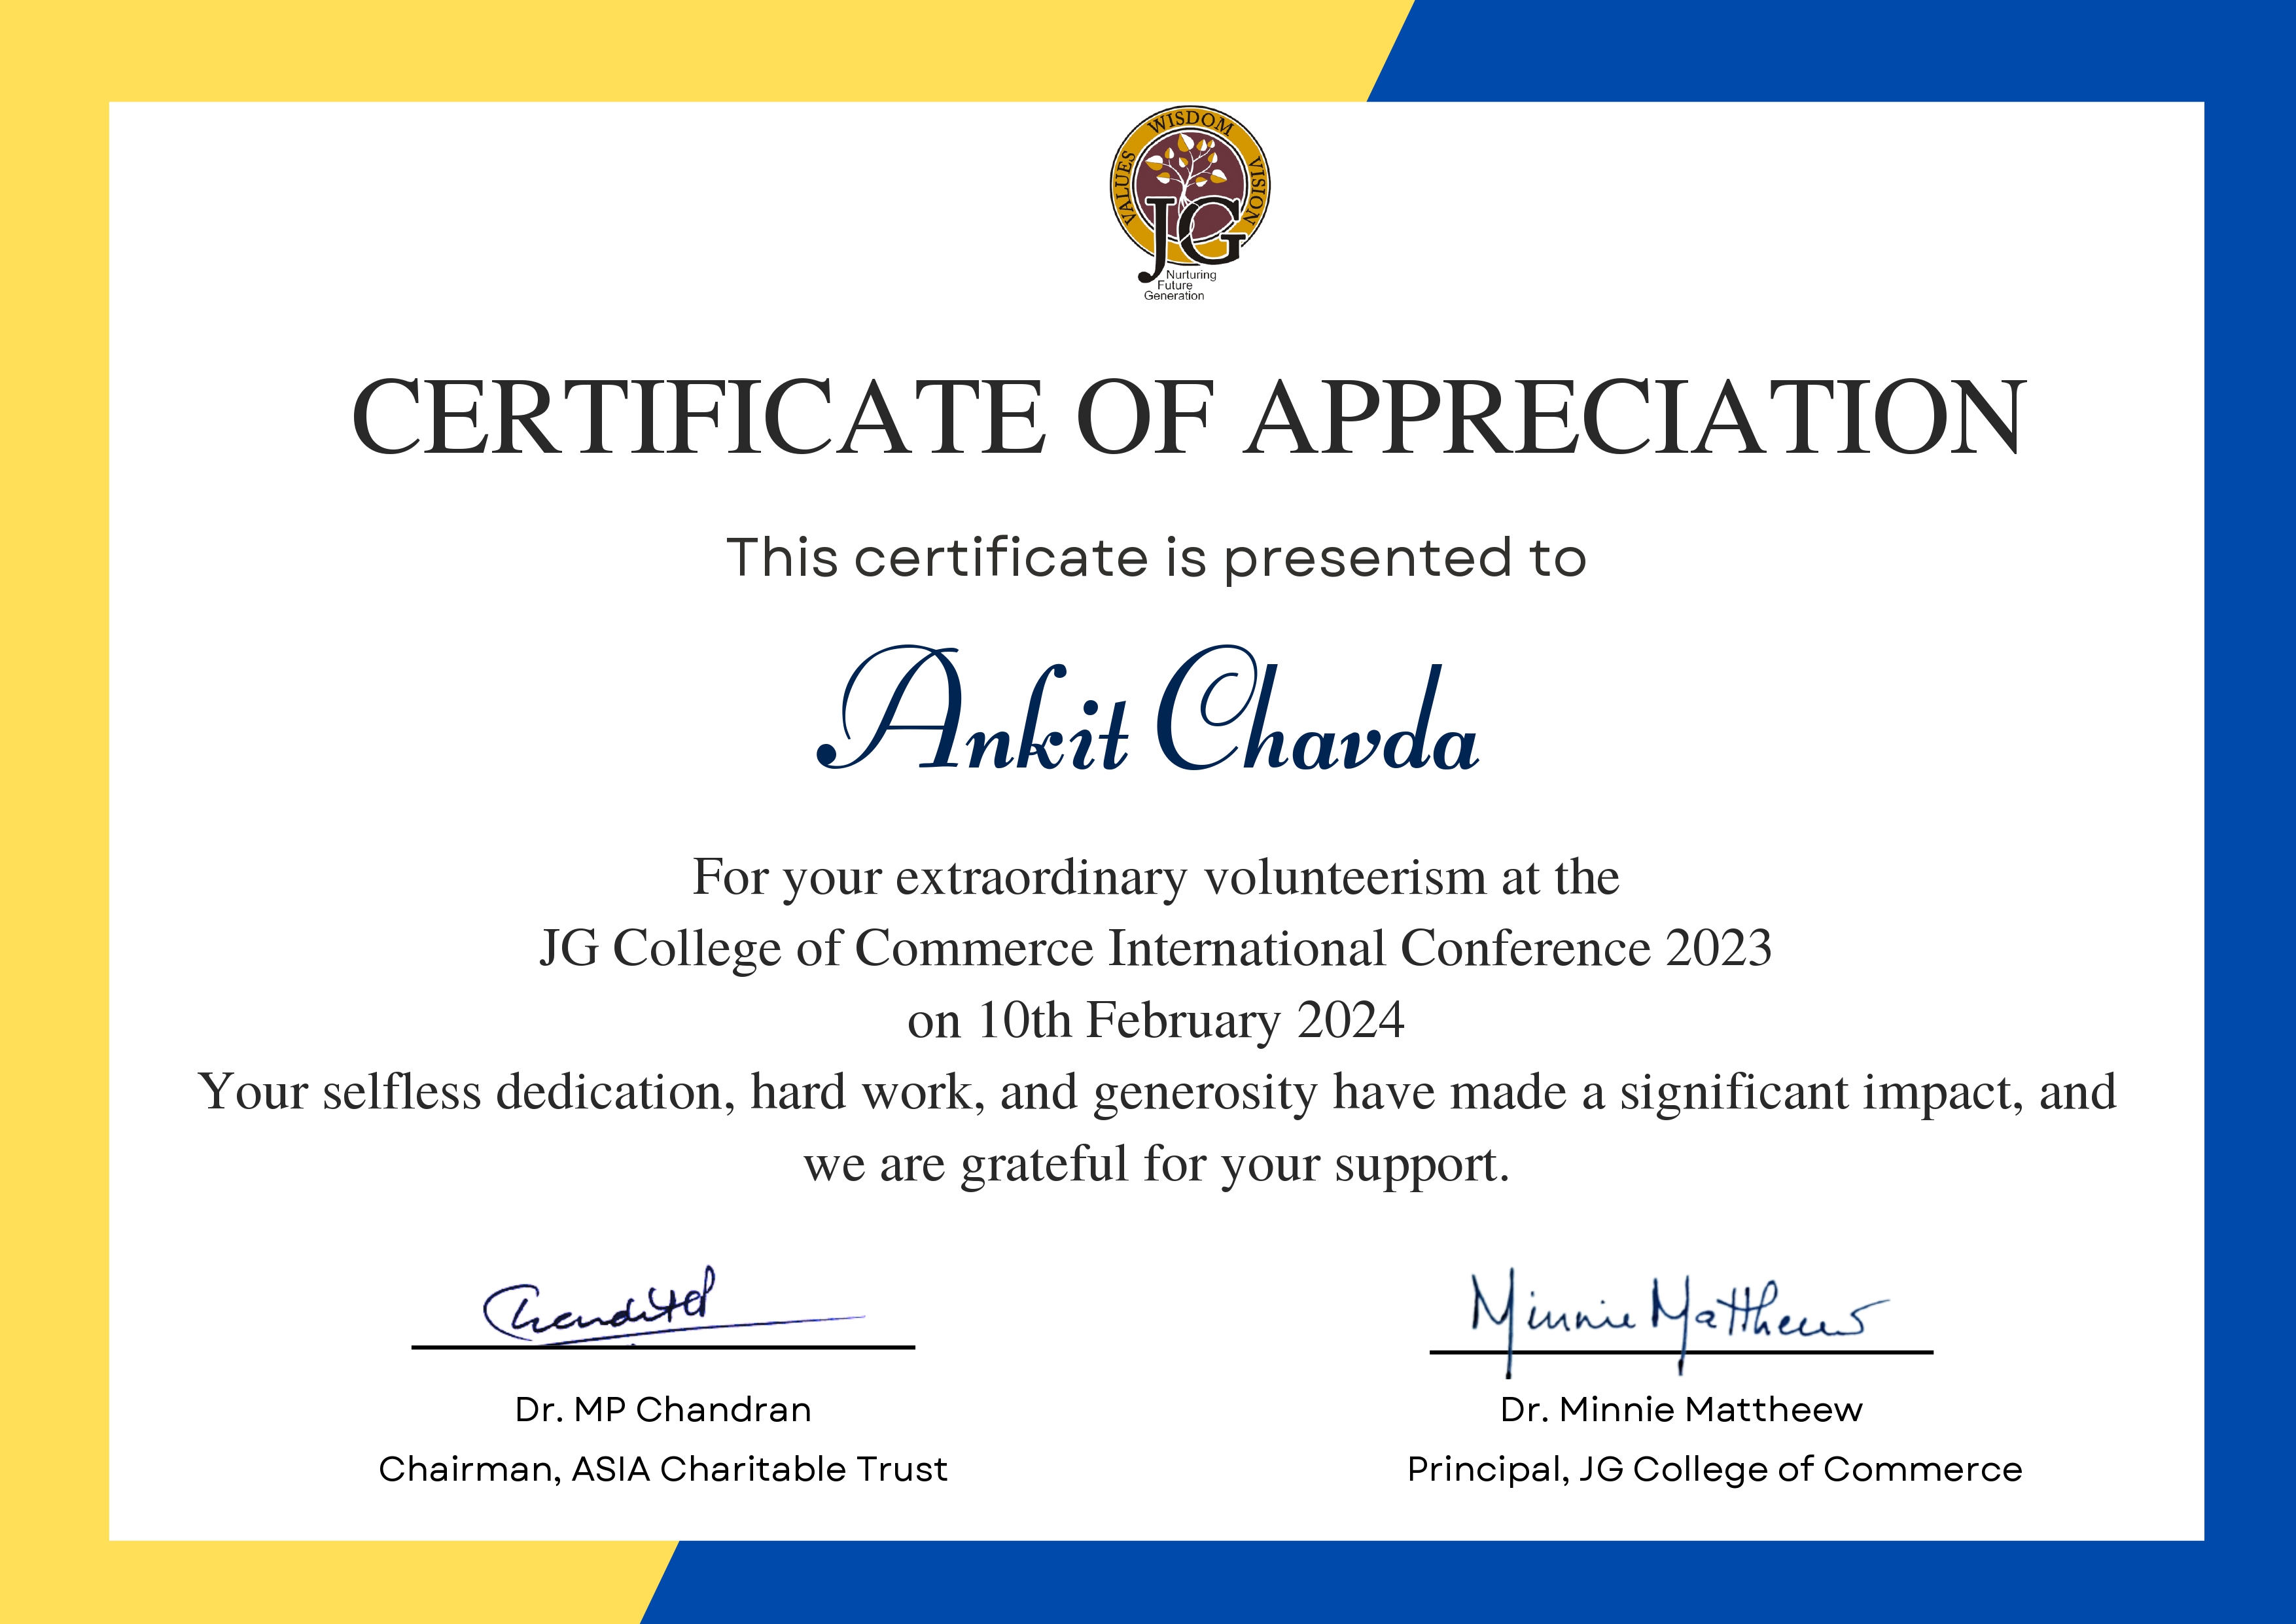 VALUES WISDOM VISION
JG
Nurturing
Future
Generation
CERTIFICATE OF APPRECIATION
This certificate is presented to
Ankit Chavda
For your extraordinary volunteerism at the
JG College of Commerce International Conference 2023
on 10th February 2024
Your selfless dedication, hard work, and generosity have made a significant impact, and
we are grateful for your support.
Minnie Matthews
Dr. MP Chandran
Dr. Minnie Mattheew
Chairman, ASIA Charitable Trust
Principal, JG College of Commerce